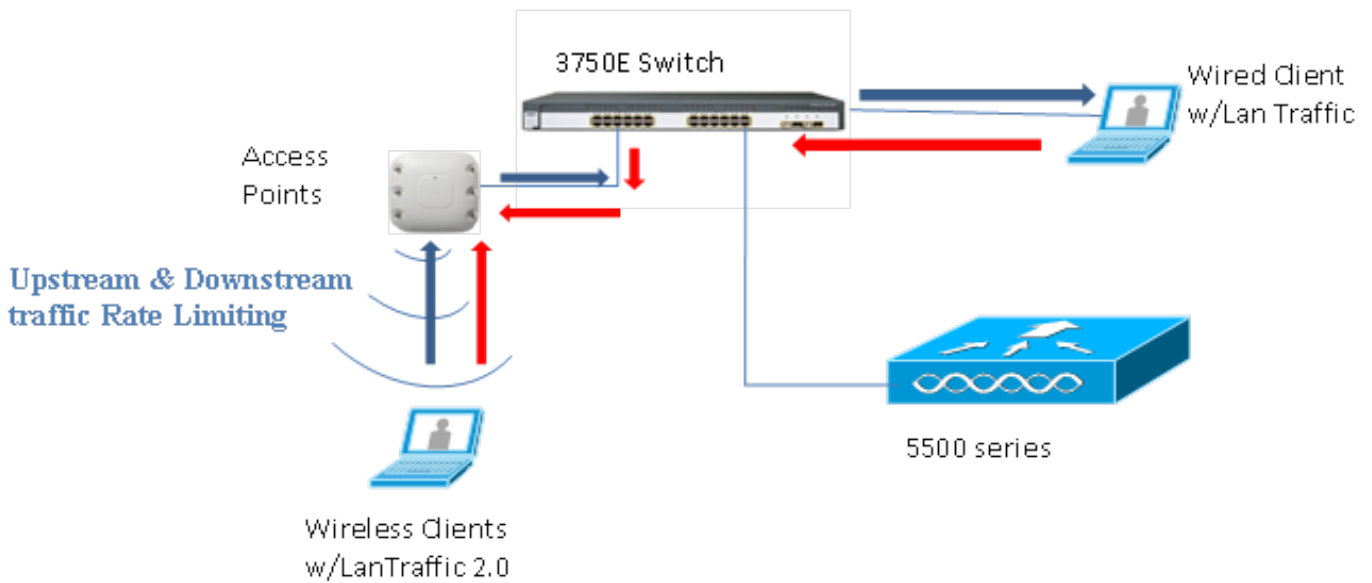 3750E Switch
Wired Client
w/Lan Traffic
Access
Points
Upstream & Downstream
traffic Rate Limiting
5500 series
Wireless Clients
w/LanTraffic 2.0